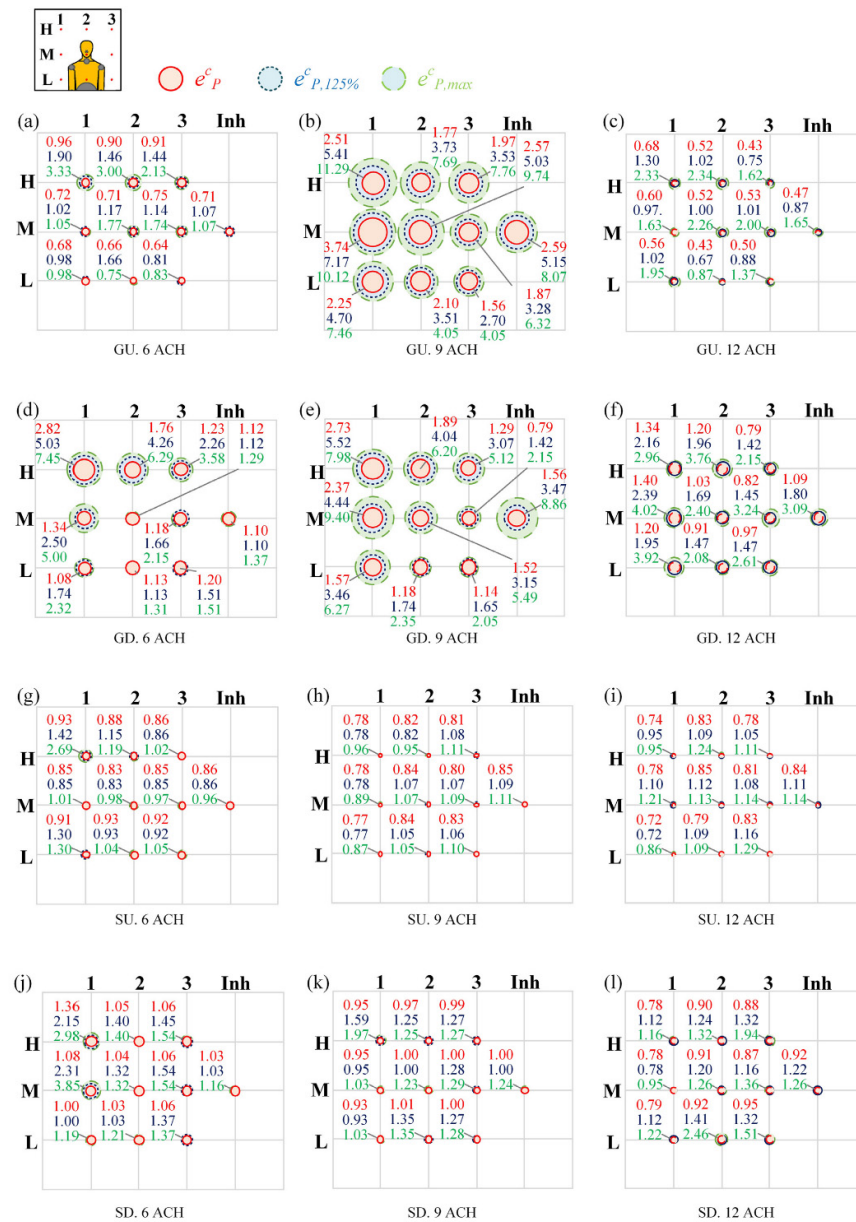 1 2 3
H
M
L
e^c_P e^c_P,125% e^c_P,max
(a) 1 2 3 Inh
0.96 0.90 0.91
1.90 1.46 1.44
3.33 3.00 2.13
H
0.72 0.71 0.75 0.71
1.02 1.17 1.14 1.07
1.05 1.77 1.74 1.07
M
0.68 0.66 0.64
0.98 1.66 0.81
0.98 0.75 0.83
L
GU. 6 ACH
(b) 1 2 3 Inh
2.51 1.77 1.97 2.57
5.41 3.73 3.53 5.03
11.29 7.69 7.76 9.74
H
M
3.74 2.59
7.17 5.15
10.12 8.07
L
2.25 2.10 1.56 1.87
4.70 3.51 2.70 3.28
7.46 4.05 4.05 6.32
GU. 9 ACH
(c) 1 2 3 Inh
0.68 0.52 0.43
1.30 1.02 0.75
2.33 2.34 1.62
H
0.60 0.52 0.53 0.47
0.97. 1.00 1.01 0.87
1.63 2.26 2.00 1.65
M
0.56 0.43 0.50
1.02 0.67 0.88
1.95 0.87 1.37
L
GU. 12 ACH
(d) 1 2 3 Inh
2.82 1.76 1.23 1.12
5.03 4.26 2.26 1.12
7.45 6.29 3.58 1.29
H
M
1.34 1.18 1.10
2.50 1.66 1.10
5.00 2.15 1.37
L
1.08 1.13 1.20
1.74 1.13 1.51
2.32 1.31 1.51
GD. 6 ACH
(e) 1 2 3 Inh
2.73 1.89 1.29 0.79
5.52 4.04 3.07 1.42
7.98 6.20 5.12 2.15
H
2.37 1.56
4.44 3.47
9.40 8.86
M
L
1.57 1.18 1.14 1.52
3.46 1.74 1.65 3.15
6.27 2.35 2.05 5.49
GD. 9 ACH
(f) 1 2 3 Inh
1.34 1.20 0.79
2.16 1.96 1.42
2.96 3.76 2.15
H
1.40 1.03 0.82 1.09
2.39 1.69 1.45 1.80
4.02 2.40 3.24 3.09
M
1.20 0.91 0.97
1.95 1.47 1.47
3.92 2.08 2.61
L
GD. 12 ACH
(g) 1 2 3 Inh
0.93 0.88 0.86
1.42 1.15 0.86
2.69 1.19 1.02
H
0.85 0.83 0.85 0.86
0.85 0.83 0.85 0.86
1.01 0.98 0.97 0.96
M
0.91 0.93 0.92
1.30 0.93 0.92
1.30 1.04 1.05
L
SU. 6 ACH
(h) 1 2 3 Inh
0.78 0.82 0.81
0.78 0.82 1.08
0.96 0.95 1.11
H
0.78 0.84 0.80 0.85
0.78 1.07 1.07 1.09
0.89 1.07 1.09 1.11
M
0.77 0.84 0.83
0.77 1.05 1.06
0.87 1.05 1.10
L
SU. 9 ACH
(i) 1 2 3 Inh
0.74 0.83 0.78
0.95 1.09 1.05
0.95 1.24 1.11
H
0.78 0.85 0.81 0.84
1.10 1.12 1.08 1.11
1.21 1.13 1.14 1.14
M
0.72 0.79 0.83
0.72 1.09 1.16
0.86 1.09 1.29
L
SU. 12 ACH
(j) 1 2 3 Inh
1.36 1.05 1.06
2.15 1.40 1.45
2.98 1.40 1.54
H
1.08 1.04 1.06 1.03
2.31 1.32 1.54 1.03
3.85 1.32 1.54 1.16
M
1.00 1.03 1.06
1.00 1.03 1.37
1.19 1.21 1.37
L
SD. 6 ACH
(k) 1 2 3 Inh
0.95 0.97 0.99
1.59 1.25 1.27
1.97 1.25 1.27
H
0.95 1.00 1.00 1.00
0.95 1.00 1.28 1.00
1.03 1.23 1.29 1.24
M
0.93 1.01 1.00
0.93 1.35 1.27
1.03 1.35 1.28
L
SD. 9 ACH
(l) 1 2 3 Inh
0.78 0.90 0.88
1.12 1.24 1.32
1.16 1.32 1.94
H
0.78 0.91 0.87 0.92
0.78 1.20 1.16 1.22
0.95 1.26 1.36 1.26
M
0.79 0.92 0.95
1.12 1.41 1.32
1.22 2.46 1.51
L
SD. 12 ACH